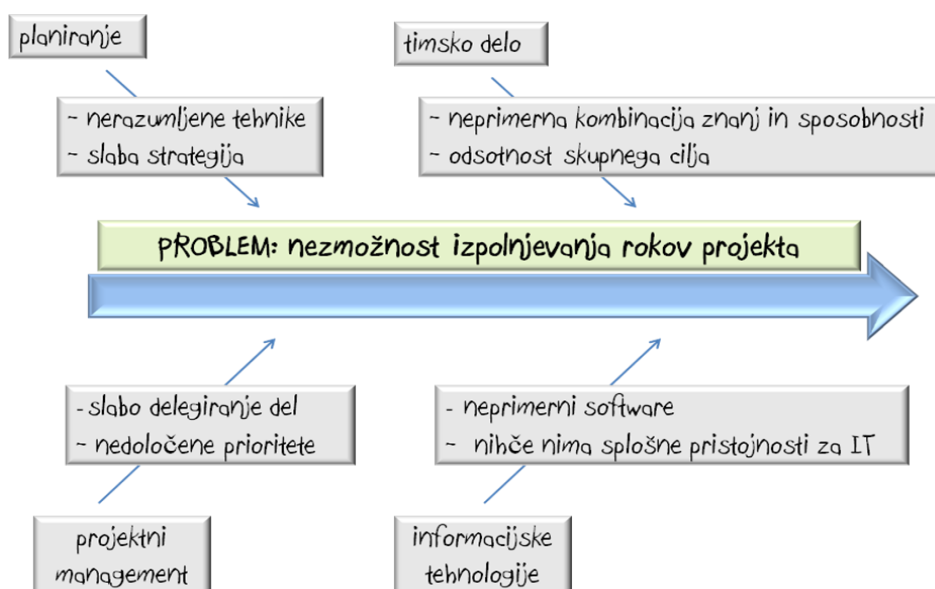 planiranje
timsko delo
- nerazumljene tehnike
- slaba strategija
- neprimerna kombinacija znanj in sposobnosti
- odsotnost skupnega cilja
PROBLEM: nezmožnost izpolnjevanja rokov projekta
- slabo delegiranje del
- nedoločene prioritete
- neprimerni software
- nihče nima splošne pristojnosti za IT
projektni
management
informacijske
tehnologije